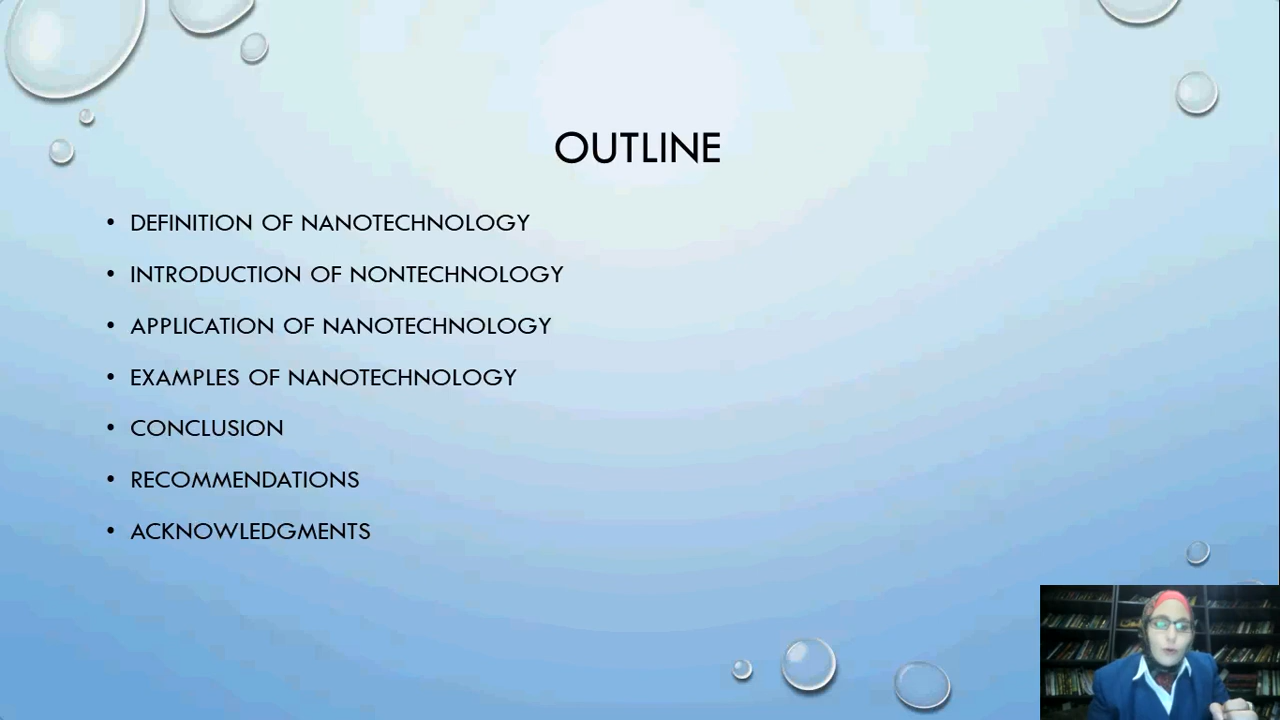 OUTLINE
• DEFINITION OF NANOTECHNOLOGY
• INTRODUCTION OF NONTECHNOLOGY
• APPLICATION OF NANOTECHNOLOGY
• EXAMPLES OF NANOTECHNOLOGY
• CONCLUSION
• RECOMMENDATIONS
• ACKNOWLEDGMENTS